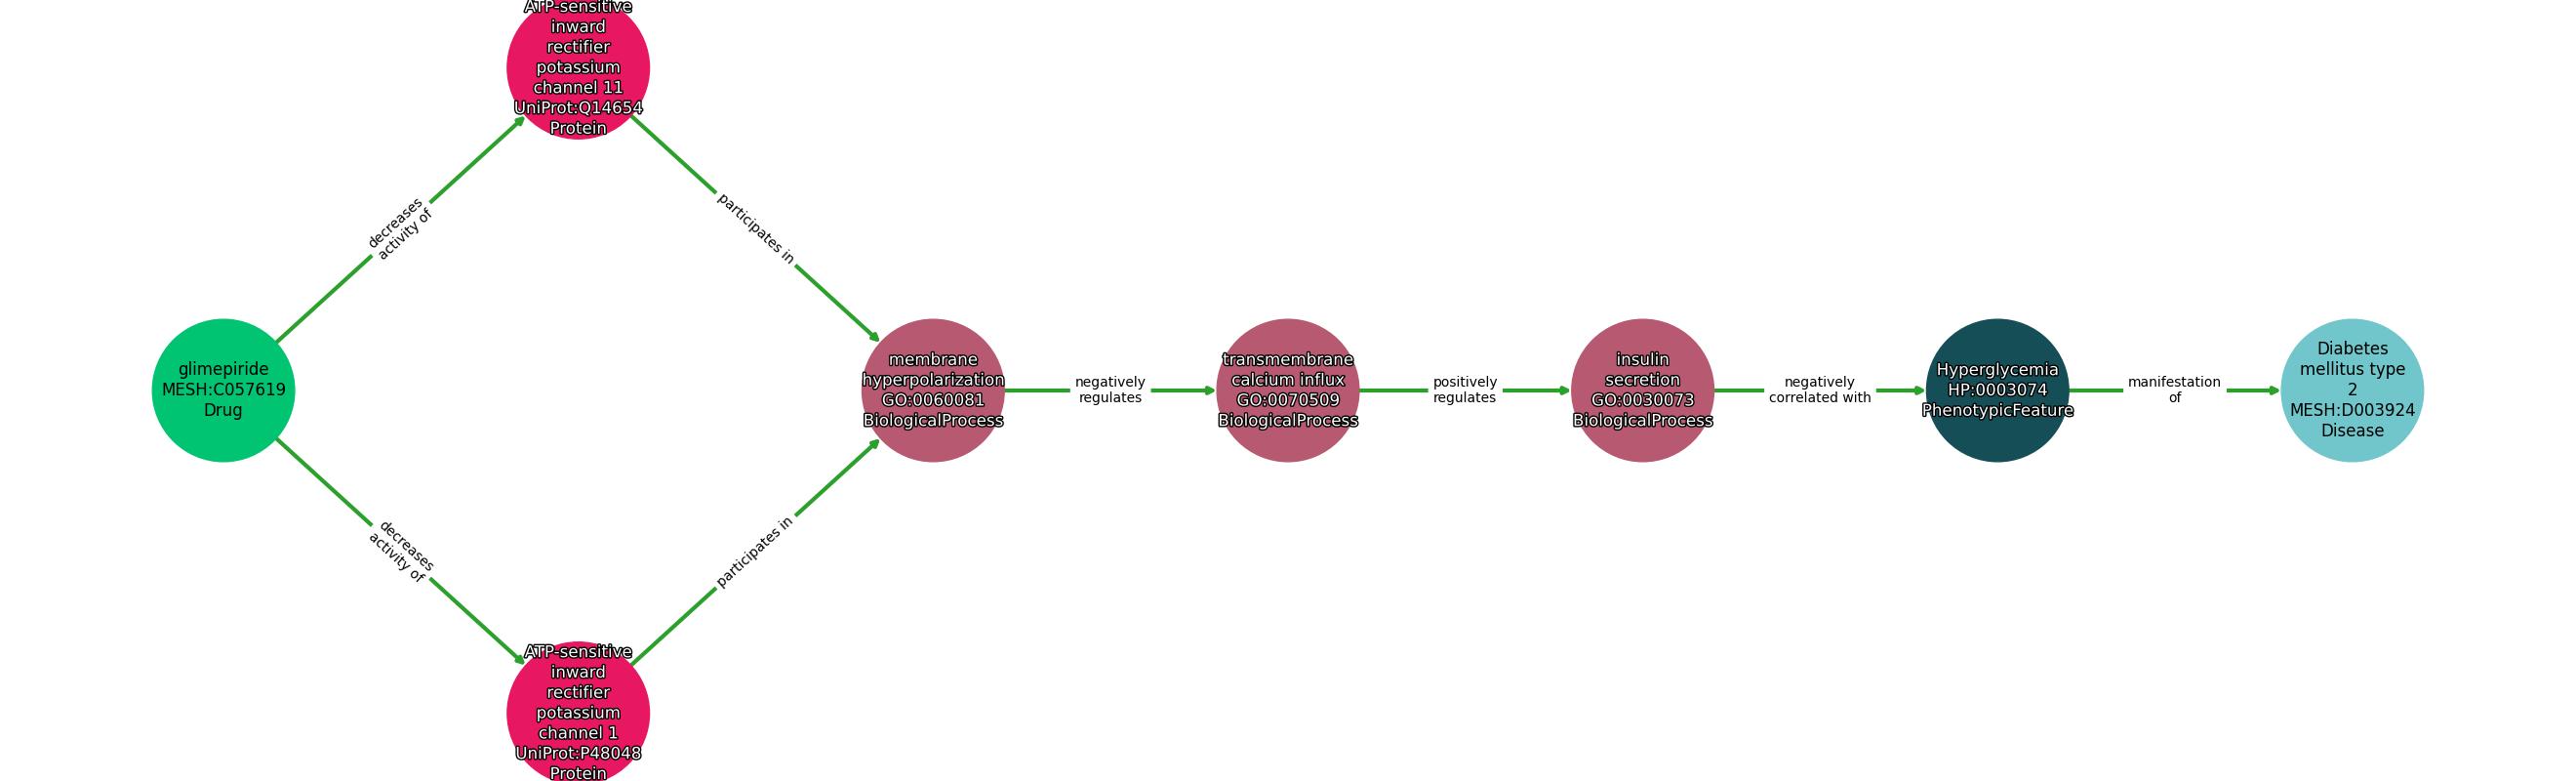 ATP-sensitive
inward
rectifier
potassium
channel 11
UniProt:Q14654
Protein
decreases
activity of
participates in
glimepiride
MESH:C057619
Drug
membrane
hyperpolarization
GO:0060081
BiologicalProcess
negatively
regulates
transmembrane
calcium influx
GO:0070509
BiologicalProcess
positively
regulates
insulin
secretion
GO:0030073
BiologicalProcess
negatively
correlated with
Hyperglycemia
HP:0003074
PhenotypicFeature
manifestation
of
Diabetes
mellitus type
2
MESH:D003924
Disease
decreases
activity of
participates in
ATP-sensitive
inward
rectifier
potassium
channel 1
UniProt:P48048
Protein